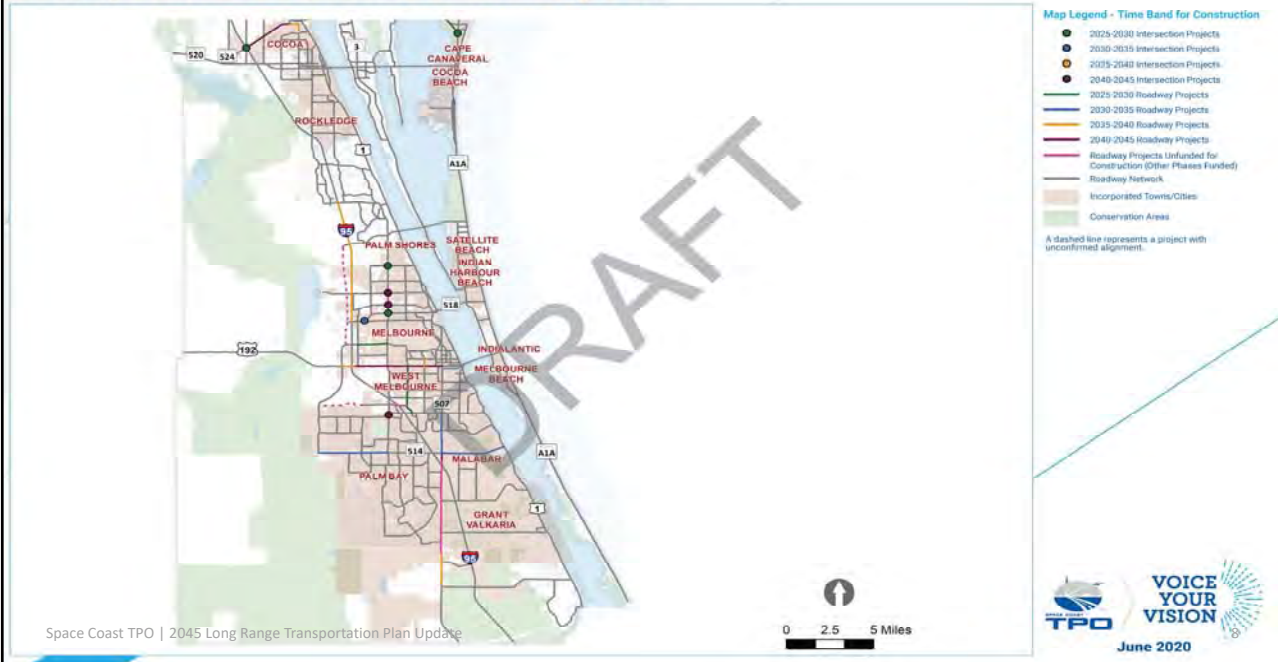 COCOA
3
520
524
CAPE
CANAVERAL
COCOA
BEACH
ROCKLEDGE
1
A1A
95
PALM SHORES
SATELLITE
BEACH
INDIAN
HARBOUR
BEACH
518
MELBOURNE
192
INDIALANTIC
MELBOURNE
BEACH
WEST
MELBOURNE
507
514
MALABAR
A1A
PALM BAY
1
GRANT
VALKARIA
95
DRAFT
0 2.5 5 Miles
Space Coast TPO | 2045 Long Range Transportation Plan Update
Map Legend - Time Band for Construction
2025-2030 Intersection Projects
2030-2035 Intersection Projects
2035-2040 Intersection Projects
2040-2045 Intersection Projects
2025-2030 Roadway Projects
2030-2035 Roadway Projects
2035-2040 Roadway Projects
2040-2045 Roadway Projects
Roadway Projects Unfunded for
Construction (Other Phases Funded)
Roadway Network
Incorporated Towns/Cities
Conservation Areas
A dashed line represents a project with
unconfirmed alignment.
SPACE COAST
TPO
VOICE
YOUR
VISION
8
June 2020